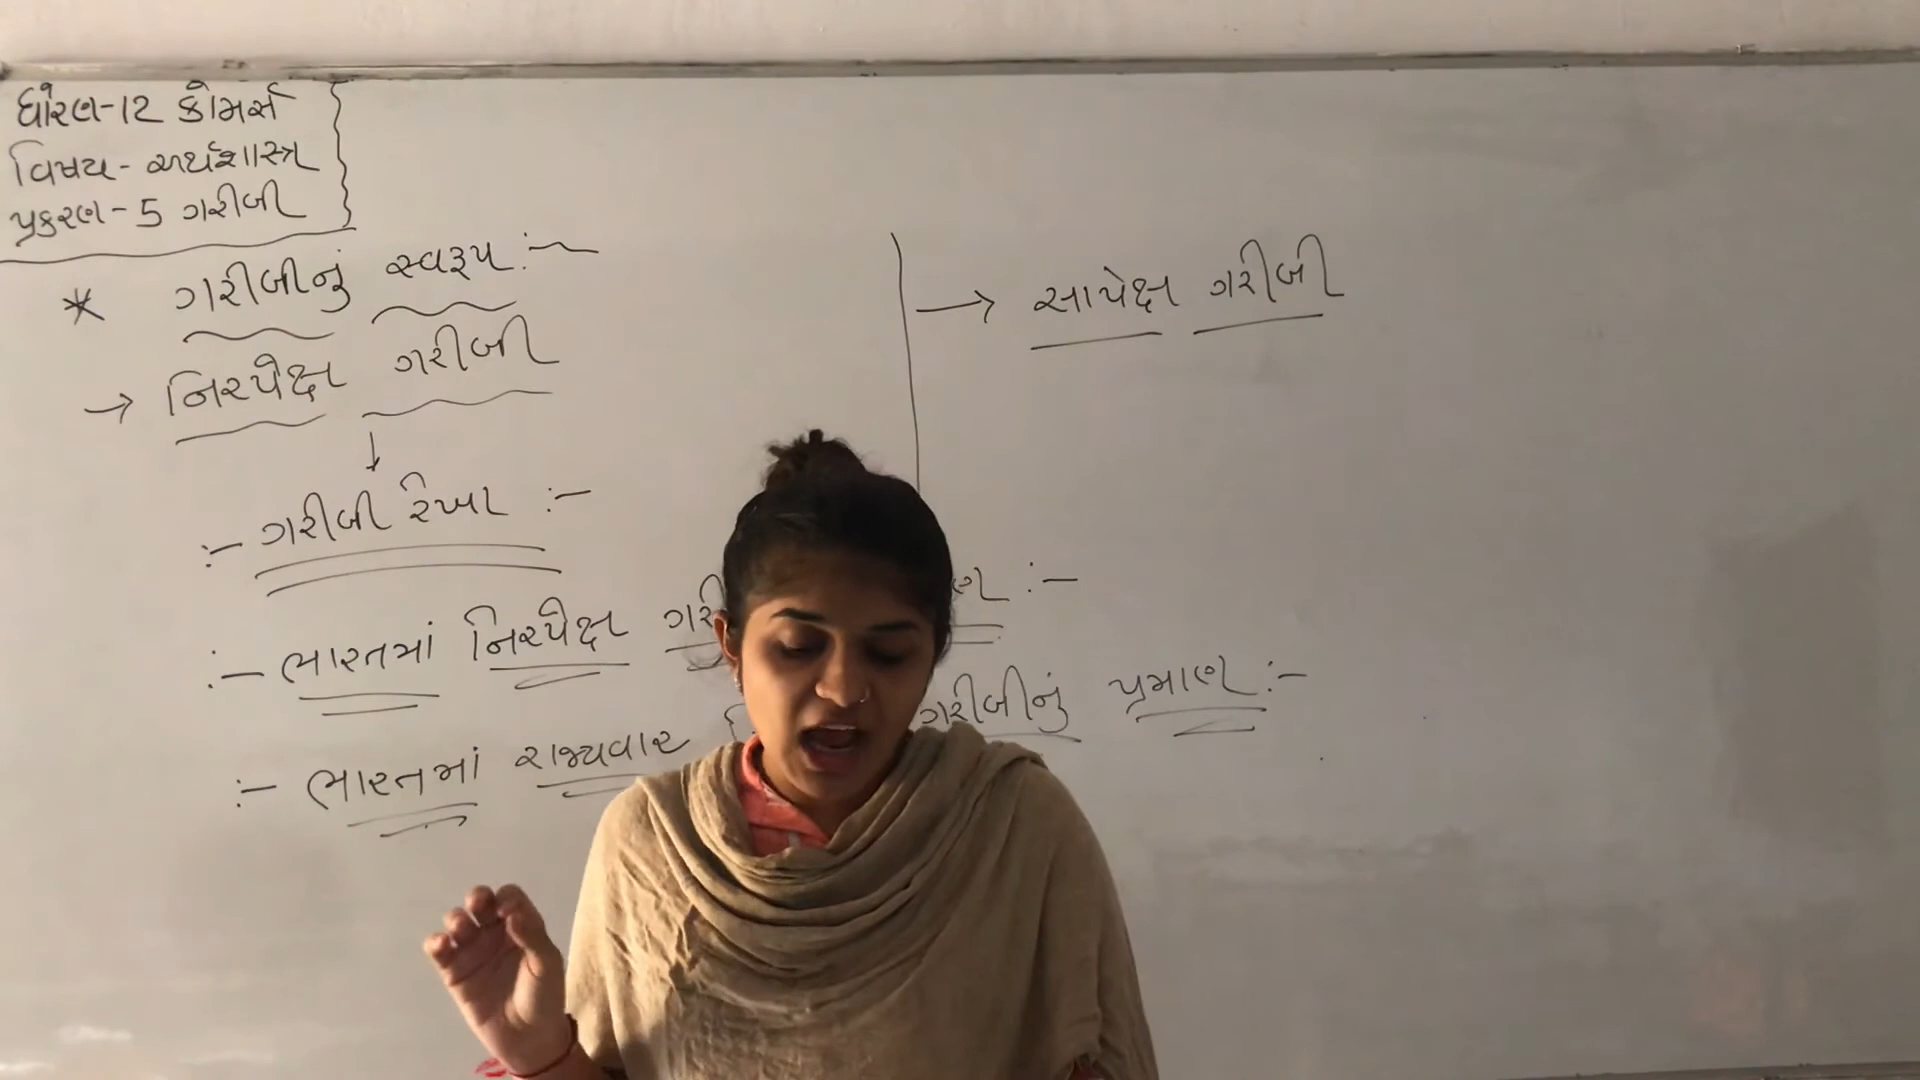 ધોરણ-12 કોમર્સ
વિષય- અર્થશાસ્ત્ર
પ્રકરણ-5 ગરીબી
* ગરીબીનું સ્વરૂપ :-
→ નિરપેક્ષ ગરીબી
→ સાપેક્ષ ગરીબી
↓
:- ગરીબી રેખા :-
:- ભારતમાં નિરપેક્ષ :-
:- ભારતમાં રાજ્યવાર ગરીબીનું પ્રમાણ :-